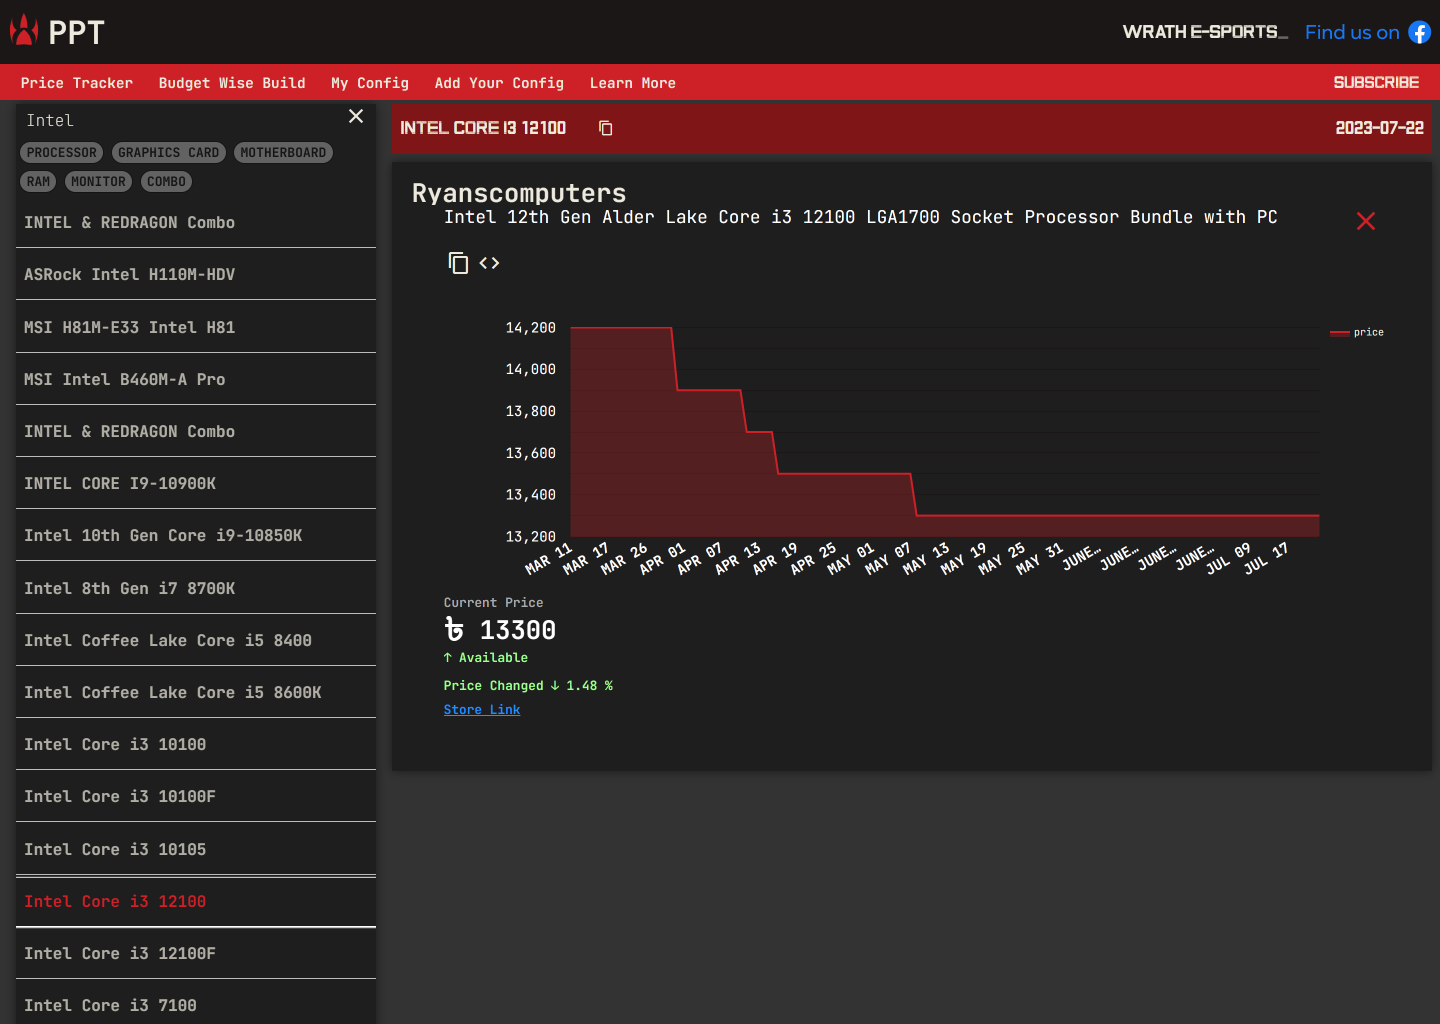 PPT
WRATH E-SPORTS_
Find us on
Price Tracker
Budget Wise Build
My Config
Add Your Config
Learn More
SUBSCRIBE
Intel
PROCESSOR
GRAPHICS CARD
MOTHERBOARD
RAM
MONITOR
COMBO
INTEL & REDRAGON Combo
ASRock Intel H110M-HDV
MSI H81M-E33 Intel H81
MSI Intel B460M-A Pro
INTEL & REDRAGON Combo
INTEL CORE I9-10900K
Intel 10th Gen Core i9-10850K
Intel 8th Gen i7 8700K
Intel Coffee Lake Core i5 8400
Intel Coffee Lake Core i5 8600K
Intel Core i3 10100
Intel Core i3 10100F
Intel Core i3 10105
Intel Core i3 12100
Intel Core i3 12100F
Intel Core i3 7100
INTEL CORE I3 12100
2023-07-22
Ryanscomputers
Intel 12th Gen Alder Lake Core i3 12100 LGA1700 Socket Processor Bundle with PC
14,200
14,000
13,800
13,600
13,400
13,200
MAR 11
MAR 17
MAR 26
APR 01
APR 07
APR 13
APR 19
APR 25
MAY 01
MAY 07
MAY 13
MAY 19
MAY 25
MAY 31
JUNE…
JUNE…
JUNE…
JUNE…
JUL 09
JUL 17
price
Current Price
৳ 13300
↑ Available
Price Changed ↓ 1.48 %
Store Link